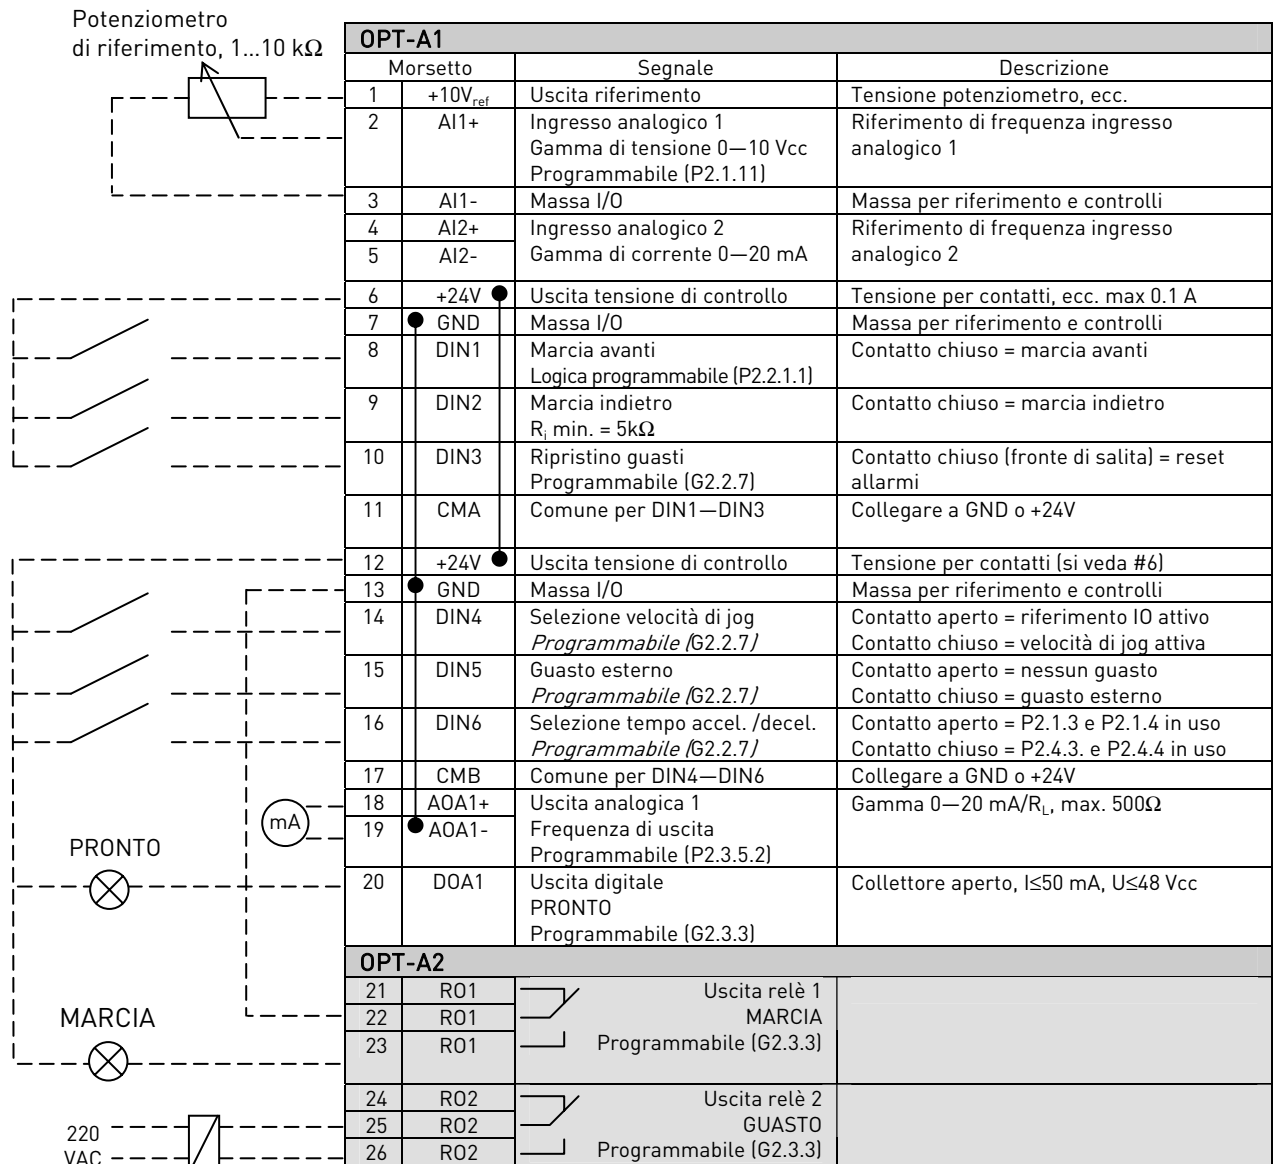 Potenziometro
di riferimento, 1...10 kΩ
OPT-A1
Morsetto Segnale Descrizione
1 +10Vref Uscita riferimento Tensione potenziometro, ecc.
2 AI1+ Ingresso analogico 1 Riferimento di frequenza ingresso
Gamma di tensione 0—10 Vcc analogico 1
Programmabile (P2.1.11)
3 AI1- Massa I/O Massa per riferimento e controlli
4 AI2+ Ingresso analogico 2 Riferimento di frequenza ingresso
5 AI2- Gamma di corrente 0—20 mA analogico 2
6 +24V Uscita tensione di controllo Tensione per contatti, ecc. max 0.1 A
7 GND Massa I/O Massa per riferimento e controlli
8 DIN1 Marcia avanti Contatto chiuso = marcia avanti
Logica programmabile (P2.2.1.1)
9 DIN2 Marcia indietro Contatto chiuso = marcia indietro
Ri min. = 5kΩ
10 DIN3 Ripristino guasti Contatto chiuso (fronte di salita) = reset
Programmabile (G2.2.7) allarmi
11 CMA Comune per DIN1—DIN3 Collegare a GND o +24V
12 +24V Uscita tensione di controllo Tensione per contatti (si veda #6)
13 GND Massa I/O Massa per riferimento e controlli
14 DIN4 Selezione velocità di jog Contatto aperto = riferimento IO attivo
Programmabile (G2.2.7) Contatto chiuso = velocità di jog attiva
15 DIN5 Guasto esterno Contatto aperto = nessun guasto
Programmabile (G2.2.7) Contatto chiuso = guasto esterno
16 DIN6 Selezione tempo accel. /decel. Contatto aperto = P2.1.3 e P2.1.4 in uso
Programmabile (G2.2.7) Contatto chiuso = P2.4.3. e P2.4.4 in uso
17 CMB Comune per DIN4—DIN6 Collegare a GND o +24V
18 AOA1+ Uscita analogica 1 Gamma 0—20 mA/RL, max. 500Ω
mA
19 AOA1- Frequenza di uscita
Programmabile (P2.3.5.2)
PRONTO
20 DOA1 Uscita digitale Collettore aperto, I≤50 mA, U≤48 Vcc
PRONTO
Programmabile (G2.3.3)
OPT-A2
21 RO1 Uscita relè 1
MARCIA
22 RO1 MARCIA
23 RO1 Programmabile (G2.3.3)
24 RO2 Uscita relè 2
220
25 RO2 GUASTO
VAC
26 RO2 Programmabile (G2.3.3)